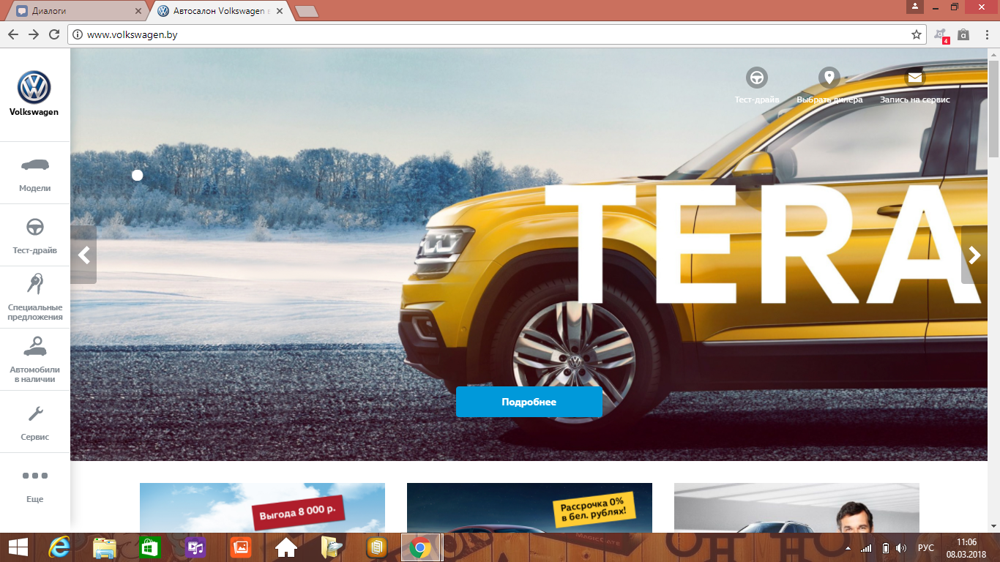 Диалоги
Автосалон Volkswagen в
www.volkswagen.by
4
Volkswagen
Модели
Тест-драйв
Специальные
предложения
Автомобили
в наличии
Сервис
Еще
Тест-драйв
Выбрать дилера
Запись на сервис
TERA
Подробнее
Выгода 8 000 р.
Рассрочка 0%
в бел. рублях!
РУС
11:06
08.03.2018